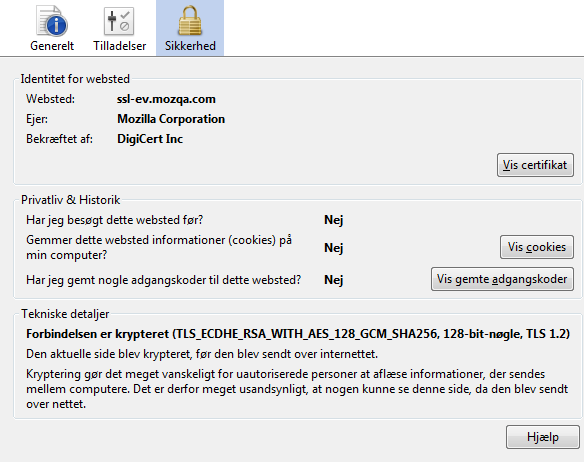 Generelt Tilladelser Sikkerhed
Identitet for websted
Websted: ssl-ev.mozqa.com
Ejer: Mozilla Corporation
Bekræftet af: DigiCert Inc
Vis certifikat
Privatliv & Historik
Har jeg besøgt dette websted før? Nej
Gemmer dette websted informationer (cookies) på
min computer? Nej Vis cookies
Har jeg gemt nogle adgangskoder til dette websted? Nej Vis gemte adgangskoder
Tekniske detaljer
Forbindelsen er krypteret (TLS_ECDHE_RSA_WITH_AES_128_GCM_SHA256, 128-bit-nøgle, TLS 1.2)
Den aktuelle side blev krypteret, før den blev sendt over internettet.
Kryptering gør det meget vanskeligt for uautoriserede personer at aflæse informationer, der sendes
mellem computere. Det er derfor meget usandsynligt, at nogen kunne se denne side, da den blev sendt
over nettet.
Hjælp